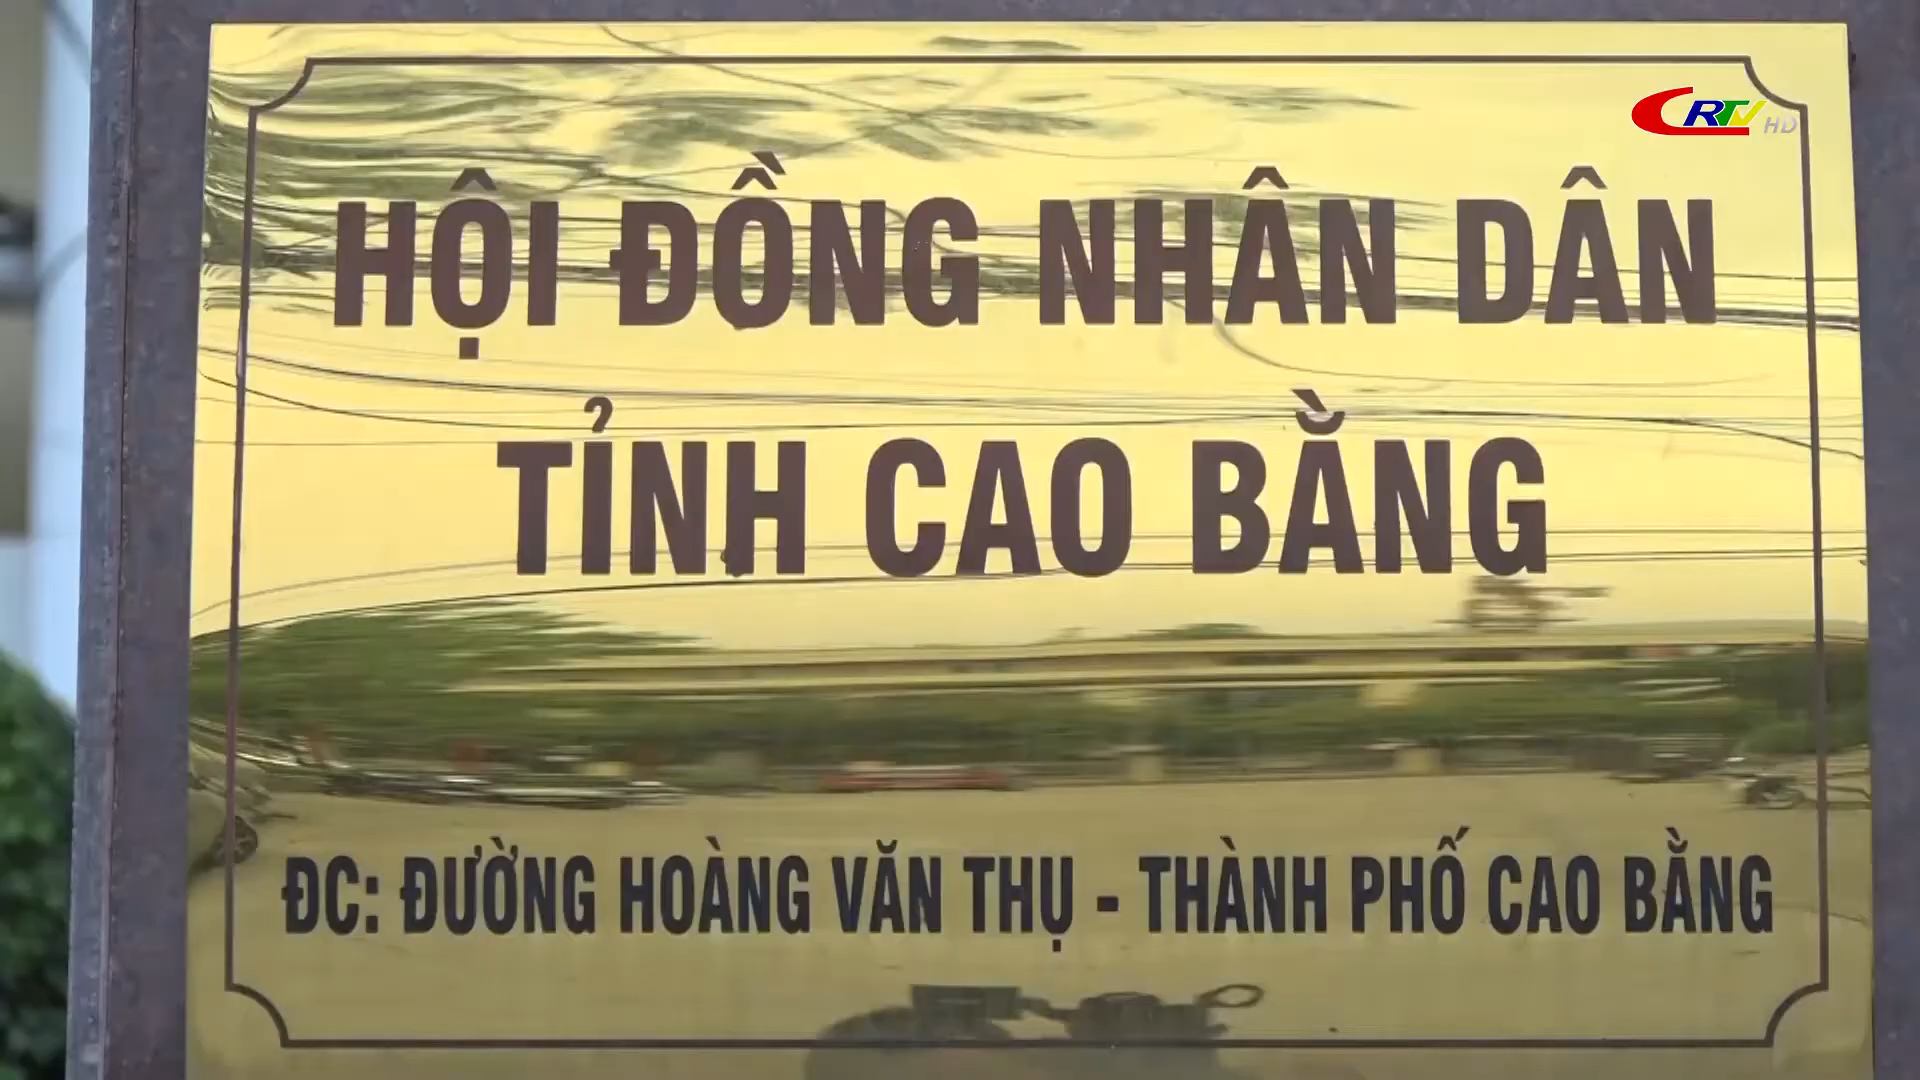 CRTV HD
HỘI ĐỒNG NHÂN DÂN
TỈNH CAO BẰNG
ĐC: ĐƯỜNG HOÀNG VĂN THỤ - THÀNH PHỐ CAO BẰNG